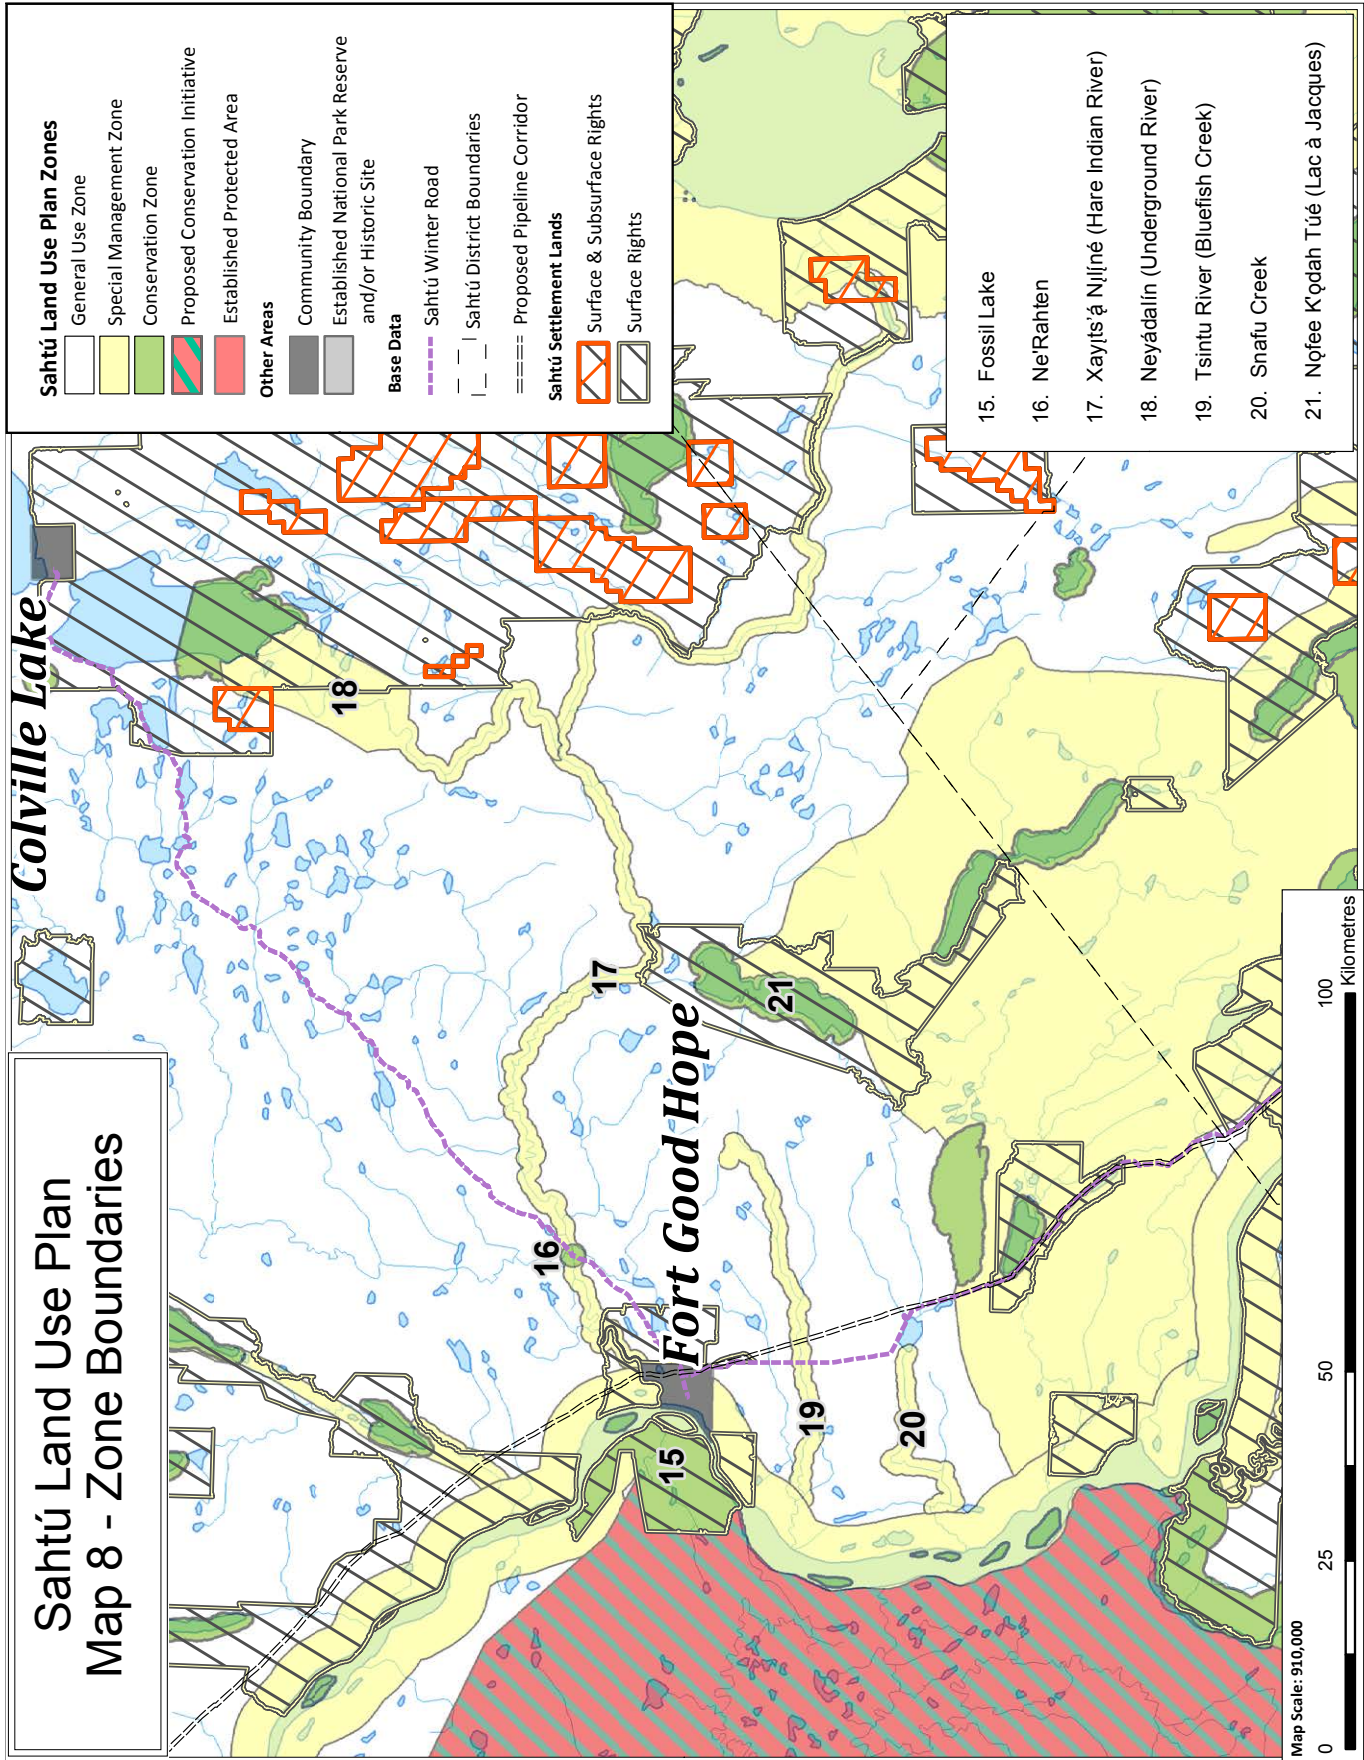 Sahtú Land Use Plan
Map 8 - Zone Boundaries
Colville Lake
Fort Good Hope
15
16
17
18
19
20
21
Sahtú Land Use Plan Zones
General Use Zone
Special Management Zone
Conservation Zone
Proposed Conservation Initiative
Established Protected Area
Other Areas
Community Boundary
Established National Park Reserve
and/or Historic Site
Base Data
Sahtú Winter Road
Sahtú District Boundaries
Proposed Pipeline Corridor
Sahtú Settlement Lands
Surface & Subsurface Rights
Surface Rights
15. Fossil Lake
16. Ne'Rahten
17. Xayı̨ts'ą́ Nı̨lı̨né (Hare Indian River)
18. Neyádalín (Underground River)
19. Tsintu River (Bluefish Creek)
20. Snafu Creek
21. Nǫfee K'ǫdah Túé (Lac à Jacques)
Map Scale: 910,000
0 25 50 100
Kilometres